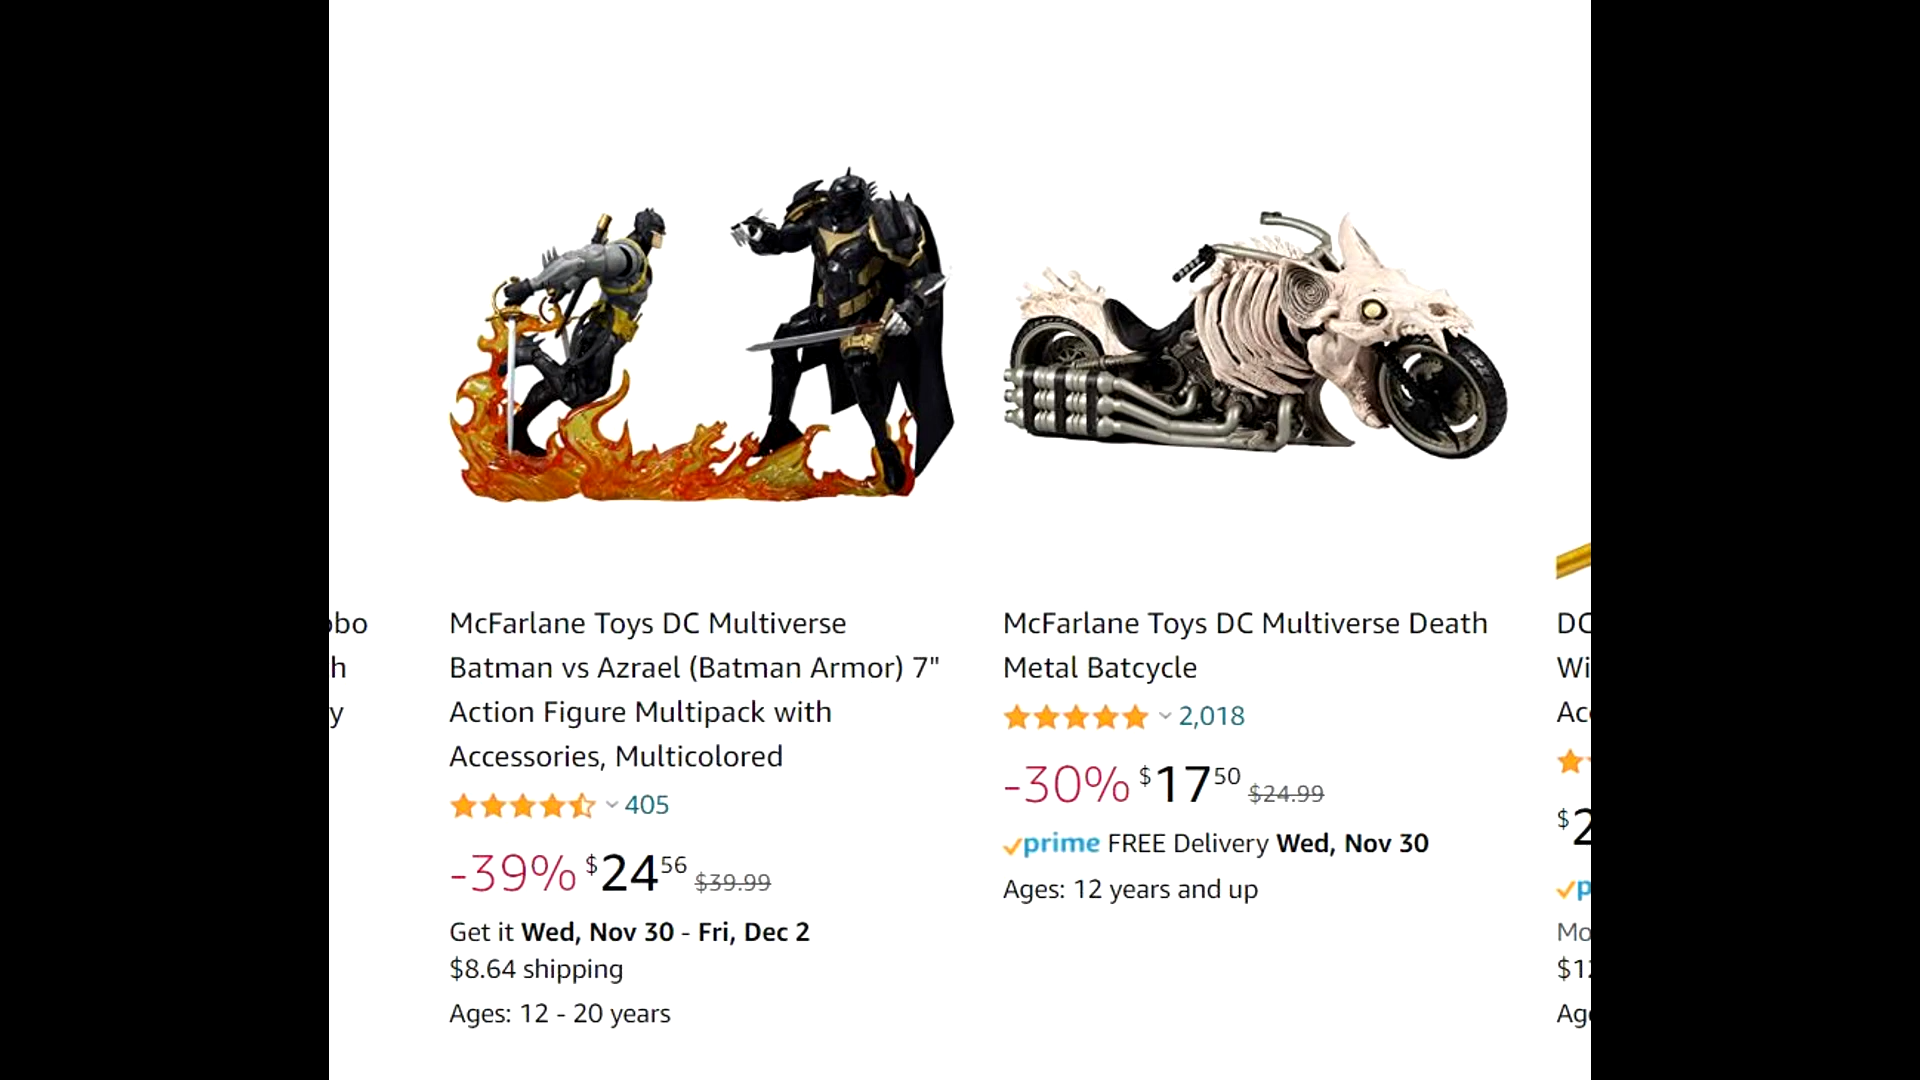 McFarlane Toys DC Multiverse
Batman vs Azrael (Batman Armor) 7"
Action Figure Multipack with
Accessories, Multicolored
405
-39% $24.56 $39.99
Get it Wed, Nov 30 - Fri, Dec 2
$8.64 shipping
Ages: 12 - 20 years
McFarlane Toys DC Multiverse Death
Metal Batcycle
2,018
-30% $17.50 $24.99
prime FREE Delivery Wed, Nov 30
Ages: 12 years and up
DC